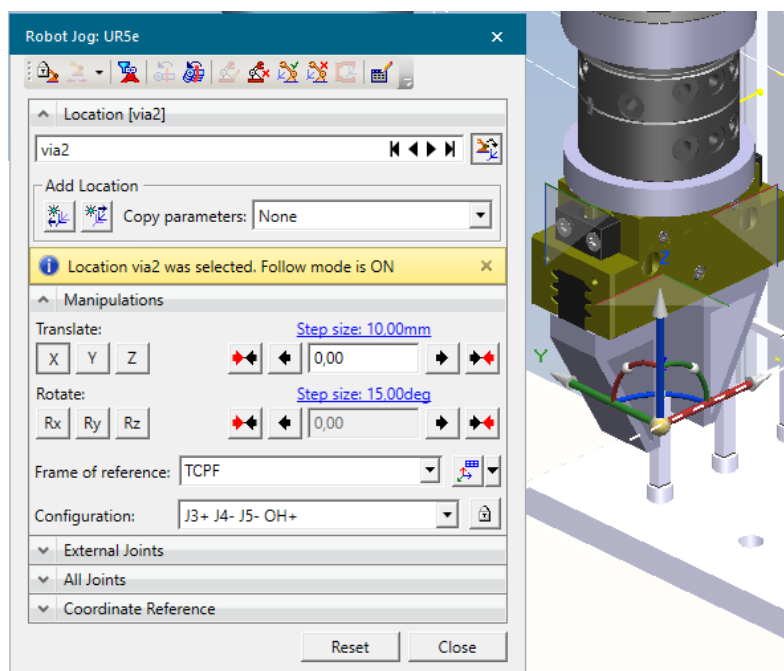 Robot Jog: UR5e
Location [via2]
via2
Add Location
Copy parameters: None
Location via2 was selected. Follow mode is ON
Manipulations
Translate: Step size: 10.00mm
X Y Z 0,00
Rotate: Step size: 15.00deg
Rx Ry Rz 0,00
Frame of reference: TCPF
Configuration: J3+ J4- J5- OH+
External Joints
All Joints
Coordinate Reference
Reset Close
Z
Y